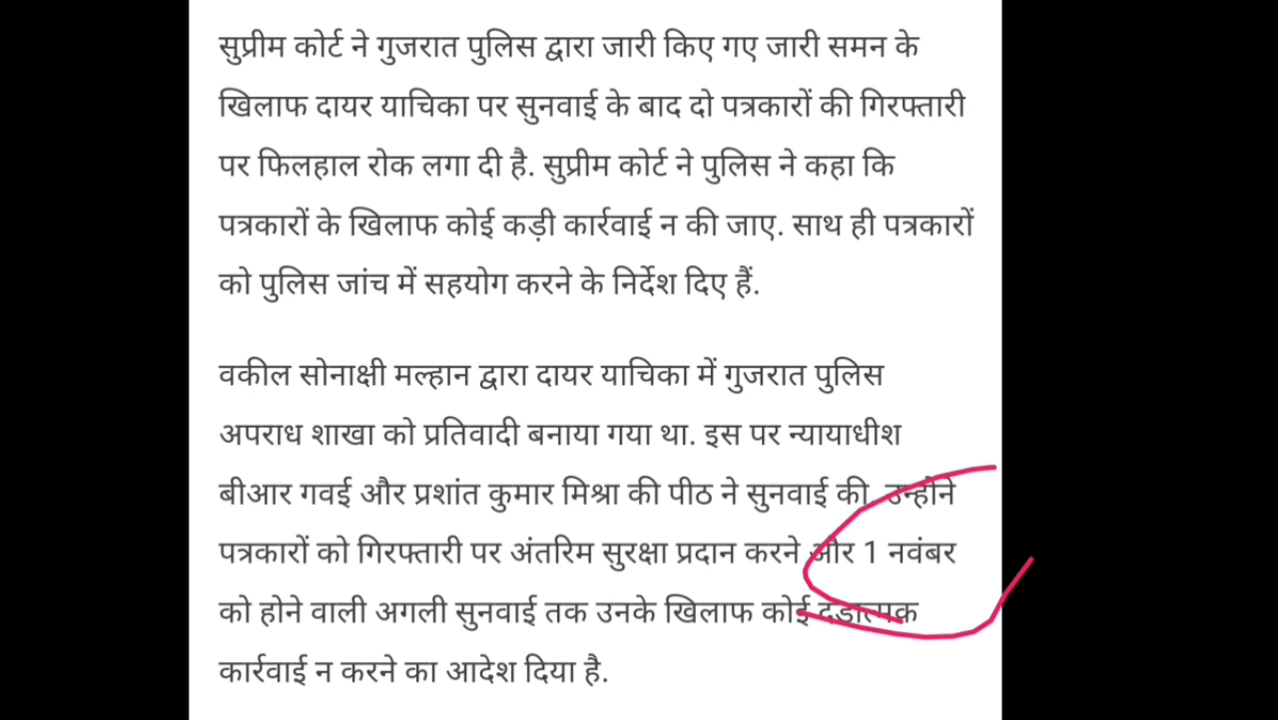 सुप्रीम कोर्ट ने गुजरात पुलिस द्वारा जारी किए गए जारी समन के
खिलाफ दायर याचिका पर सुनवाई के बाद दो पत्रकारों की गिरफ्तारी
पर फिलहाल रोक लगा दी है. सुप्रीम कोर्ट ने पुलिस ने कहा कि
पत्रकारों के खिलाफ कोई कड़ी कार्रवाई न की जाए. साथ ही पत्रकारों
को पुलिस जांच में सहयोग करने के निर्देश दिए हैं.
वकील सोनाक्षी मल्हान द्वारा दायर याचिका में गुजरात पुलिस
अपराध शाखा को प्रतिवादी बनाया गया था. इस पर न्यायाधीश
बीआर गवई और प्रशांत कुमार मिश्रा की पीठ ने सुनवाई की. उन्होंने
पत्रकारों को गिरफ्तारी पर अंतरिम सुरक्षा प्रदान करने और 1 नवंबर
को होने वाली अगली सुनवाई तक उनके खिलाफ कोई दंडात्मक
कार्रवाई न करने का आदेश दिया है.